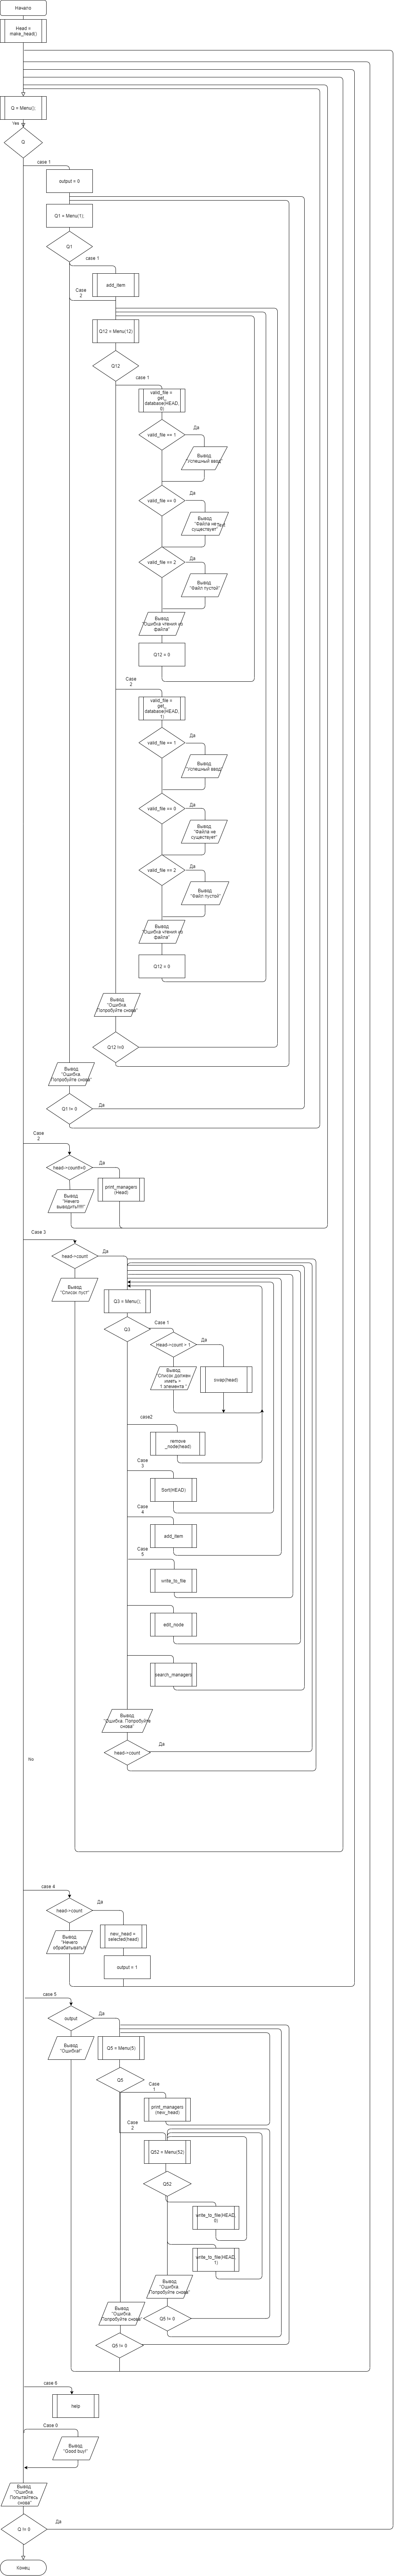 Начало
Head =
make_head()
Q = Menu();
Yes
Q
case 1
output = 0
Q1 = Menu(1);
Q1
case 1
add_item
Case
2
Q12 = Menu(12)
Q12
case 1
valid_file =
get_
database(HEAD,
0)
valid_file == 1
Да
Вывод
"Успешный ввод"
valid_file == 0
Да
Вывод
"Файла не
существует"
Text
valid_file == 2
Да
Вывод
"Файл пустой"
Вывод
"Ошибка чтения из
файла"
Q12 = 0
Case
2
valid_file =
get_
database(HEAD,
1)
valid_file == 1
Да
Вывод
"Успешный ввод"
valid_file == 0
Да
Вывод
"Файла не
существует"
valid_file == 2
Да
Вывод
"Файл пустой"
Вывод
"Ошибка чтения из
файла"
Q12 = 0
Вывод
"Ошибка.
Попробуйте снова"
Q12 !=0
Вывод
"Ошибка.
Попробуйте снова"
Q1 != 0
Да
Case
2
head->count!=0
Да
print_managers
(Head)
Вывод
"Нечего
выводить!!!!!"
Case 3
head->count
Да
Вывод
"Список пуст"
Q3 = Menu();
Q3
Case 1
Head->count > 1
Да
Вывод
"Список должен
иметь >
1 элемента "
swap(head)
case2
remove
_node(head)
Case
3
Sort(HEAD)
Case
4
add_item
Case
5
write_to_file
edit_node
search_managers
Вывод
"Ошибка. Попробуйте
снова"
head->count
Да
No
case 4
head->count
Да
Вывод
"Нечего
обрабатывать!!
new_head =
selected(head)
output = 1
case 5
output
Да
Вывод
"Ошибка!"
Q5 = Menu(5)
Q5
Case
1
print_managers
(new_head)
Case
2
Q52 = Menu(52)
Q52
write_to_file(HEAD,
0)
write_to_file(HEAD,
1)
Вывод
"Ошибка.
Попробуйте снова"
Q5 != 0
Вывод
"Ошибка.
Попробуйте снова"
Q5 != 0
case 6
help
Case 0
Вывод
"Good buy!"
Вывод
"Ошибка.
Попытайтесь
снова"
Q != 0
Да
Конец